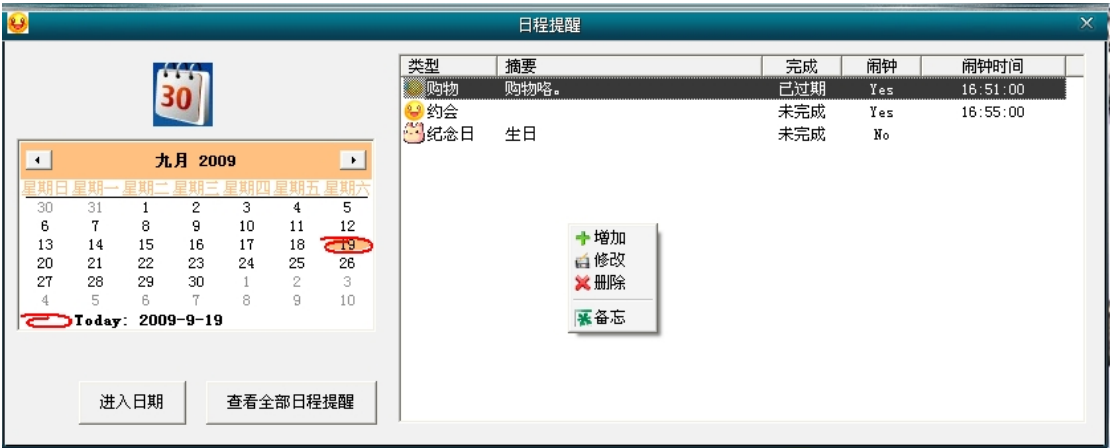 日程提醒
30
九月 2009
星期日 星期一 星期二 星期三 星期四 星期五 星期六
30 31 1 2 3 4 5
6 7 8 9 10 11 12
13 14 15 16 17 18 19
20 21 22 23 24 25 26
27 28 29 30 1 2 3
4 5 6 7 8 9 10
Today: 2009-9-19
进入日期 查看全部日程提醒
类型 摘要 完成 闹钟 闹钟时间
购物 购物咯。 已过期 Yes 16:51:00
约会 未完成 Yes 16:55:00
纪念日 生日 未完成 No
增加
修改
删除
备忘